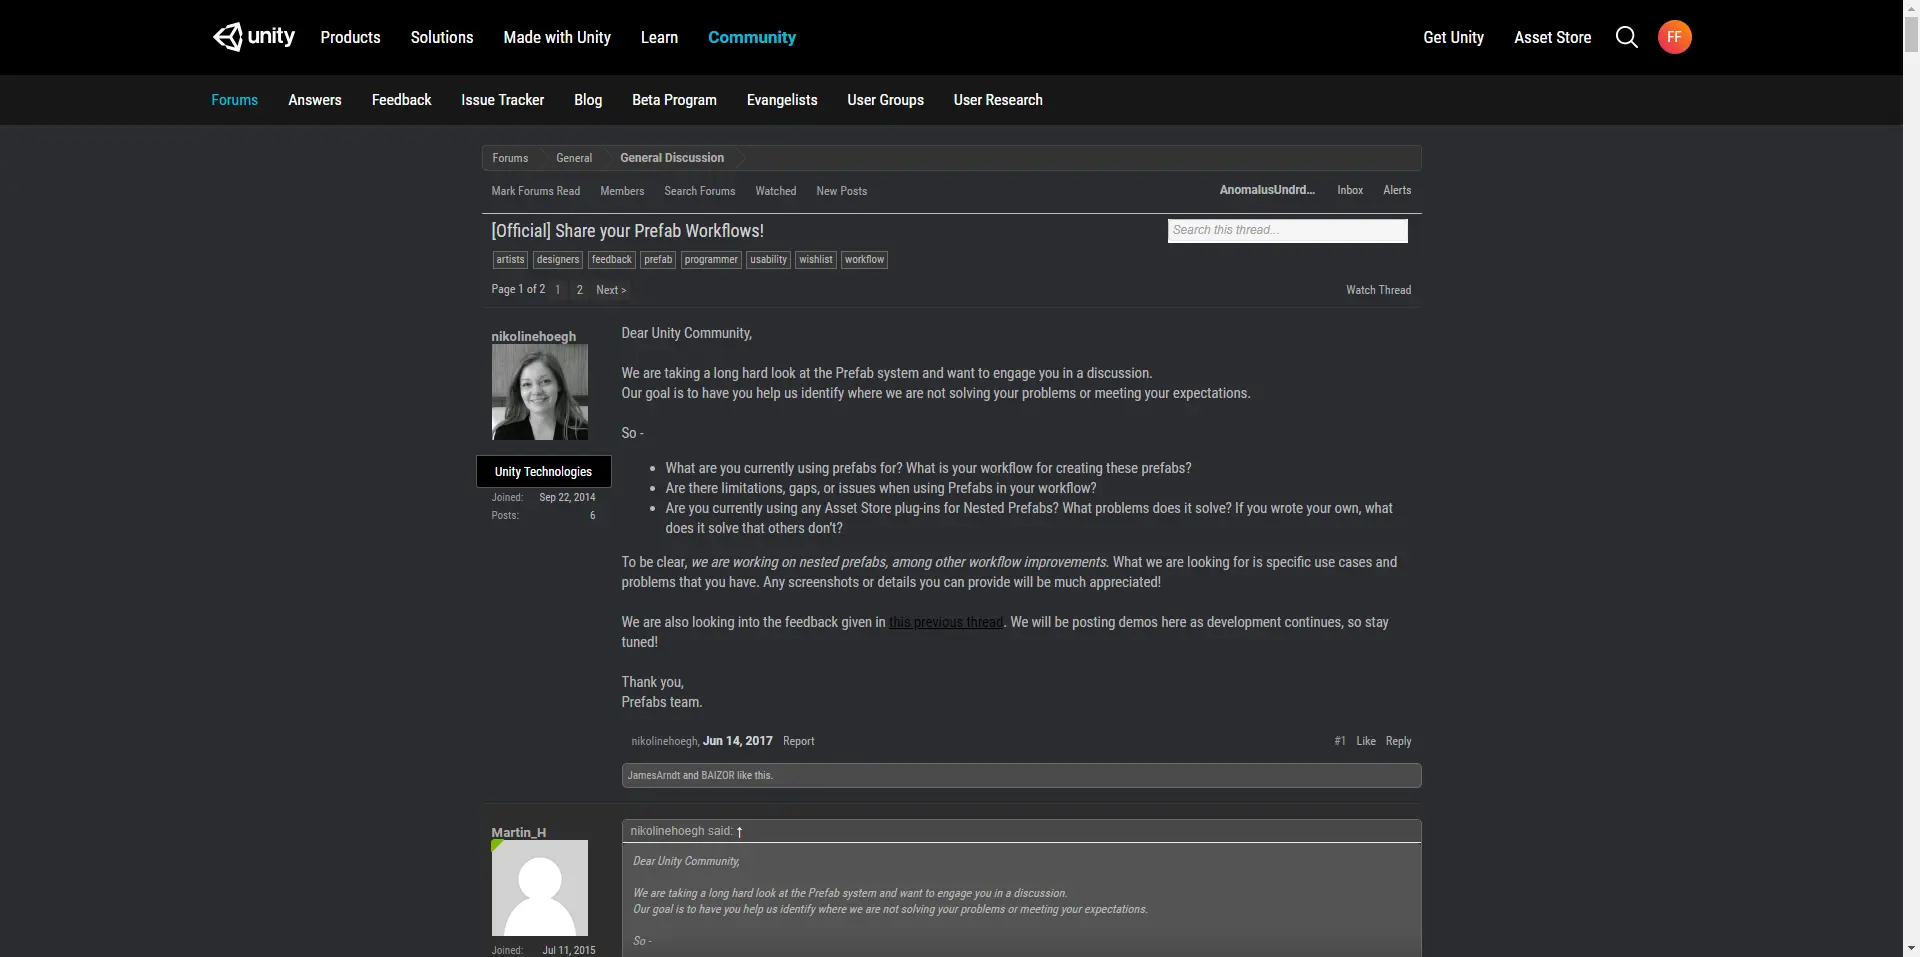 unity Products Solutions Made with Unity Learn Community Get Unity Asset Store FF
Forums Answers Feedback Issue Tracker Blog Beta Program Evangelists User Groups User Research
Forums General General Discussion
Mark Forums Read Members Search Forums Watched New Posts AnomalusUndrd... Inbox Alerts
[Official] Share your Prefab Workflows! Search this thread...
artists designers feedback prefab programmer usability wishlist workflow
Page 1 of 2 1 2 Next > Watch Thread
nikolinehoegh
Unity Technologies
Joined: Sep 22, 2014
Posts: 6
Dear Unity Community,
We are taking a long hard look at the Prefab system and want to engage you in a discussion.
Our goal is to have you help us identify where we are not solving your problems or meeting your expectations.
So -
• What are you currently using prefabs for? What is your workflow for creating these prefabs?
• Are there limitations, gaps, or issues when using Prefabs in your workflow?
• Are you currently using any Asset Store plug-ins for Nested Prefabs? What problems does it solve? If you wrote your own, what
does it solve that others don't?
To be clear, we are working on nested prefabs, among other workflow improvements. What we are looking for is specific use cases and
problems that you have. Any screenshots or details you can provide will be much appreciated!
We are also looking into the feedback given in this previous thread. We will be posting demos here as development continues, so stay
tuned!
Thank you,
Prefabs team.
nikolinehoegh, Jun 14, 2017 Report #1 Like Reply
JamesArndt and BAIZOR like this.
Martin_H
Joined: Jul 11, 2015
nikolinehoegh said: ↑
Dear Unity Community,
We are taking a long hard look at the Prefab system and want to engage you in a discussion.
Our goal is to have you help us identify where we are not solving your problems or meeting your expectations.
So -